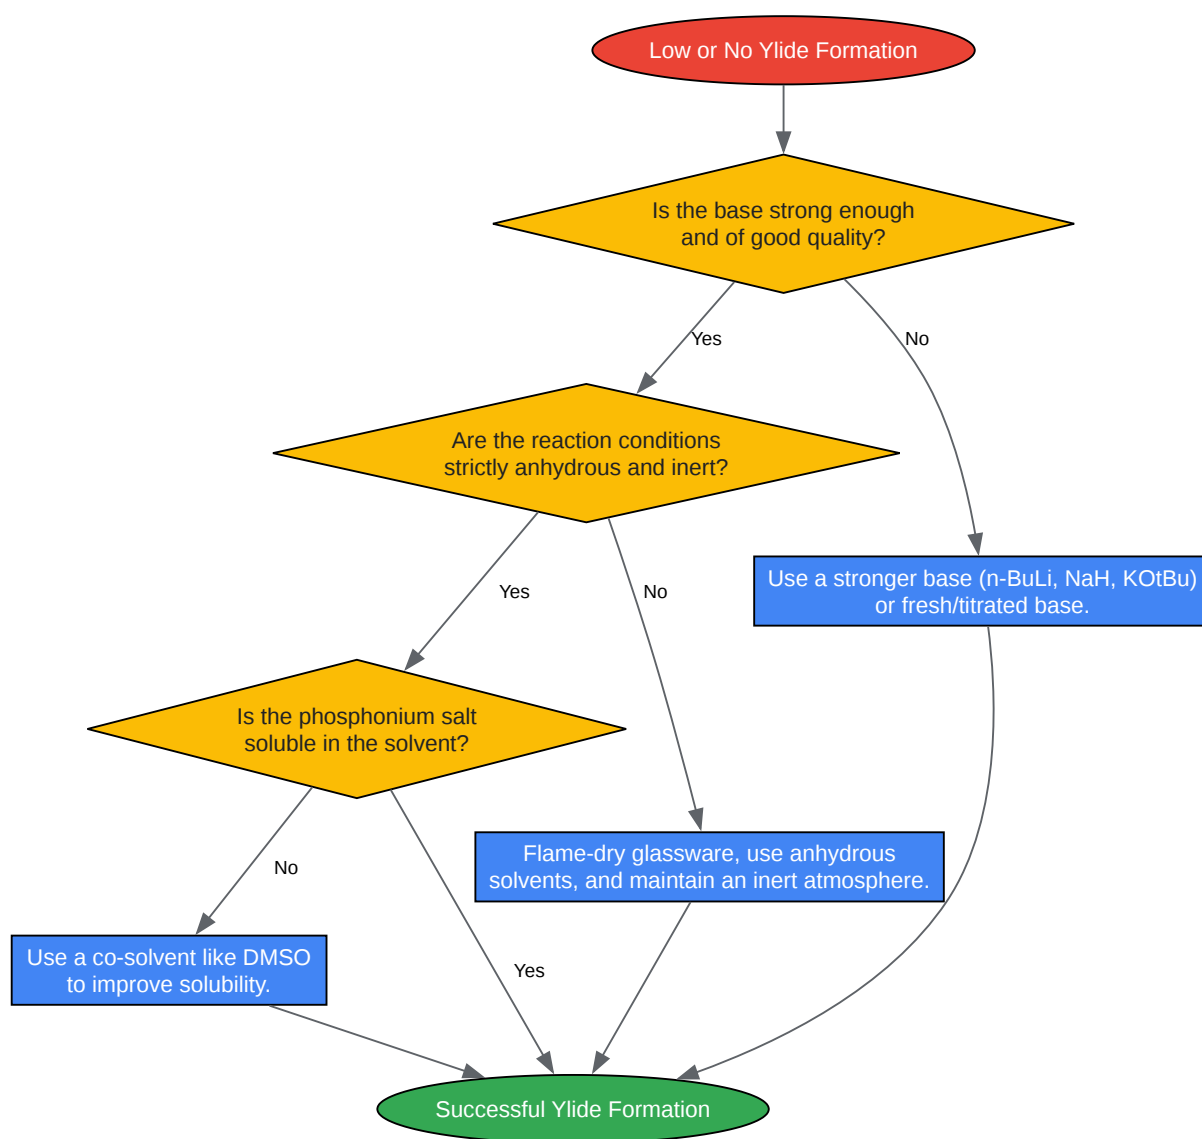 Low or No Ylide Formation
Is the base strong enough
and of good quality?
Yes
No
Are the reaction conditions
strictly anhydrous and inert?
Yes
No
Use a stronger base (n-BuLi, NaH, KOtBu)
or fresh/titrated base.
Is the phosphonium salt
soluble in the solvent?
No
Yes
Flame-dry glassware, use anhydrous
solvents, and maintain an inert atmosphere.
Use a co-solvent like DMSO
to improve solubility.
Successful Ylide Formation